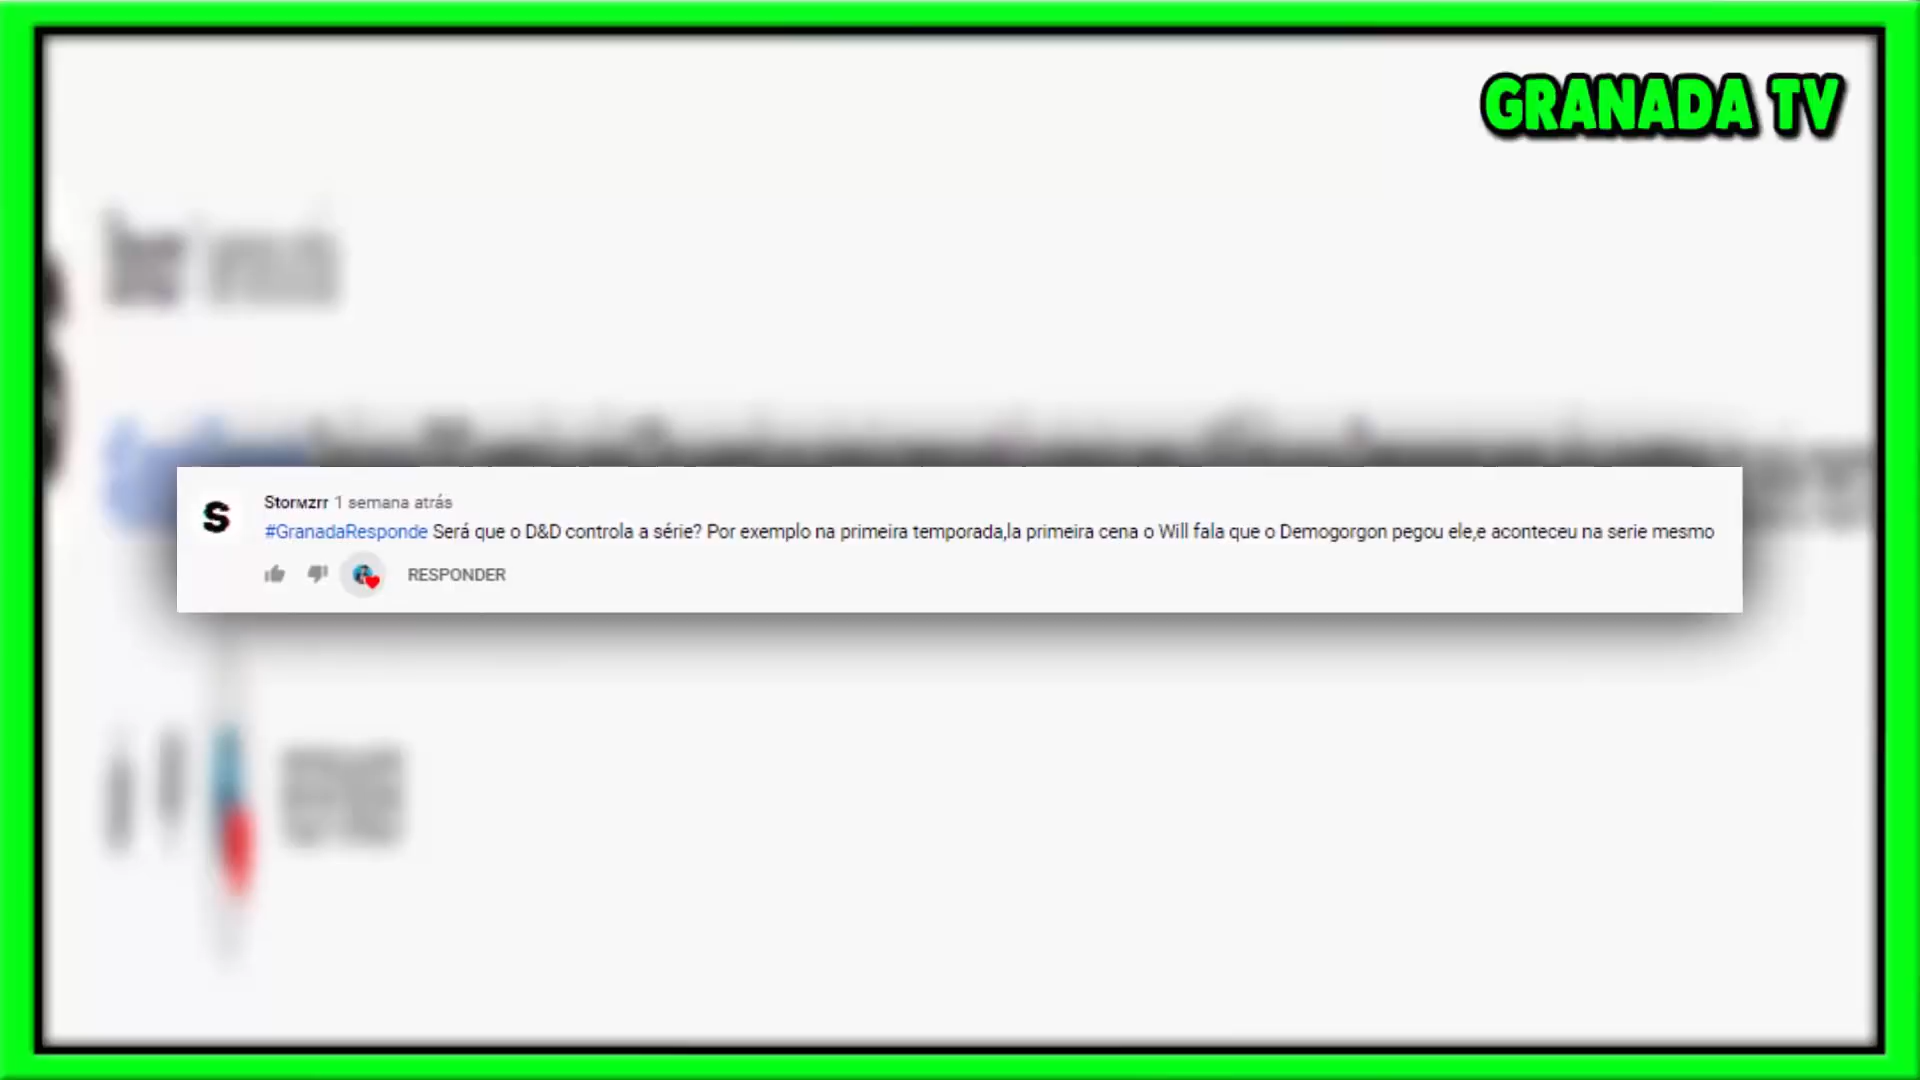 GRANADA TV
Stormzrr 1 semana atrás
#GranadaResponde Será que o D&D controla a série? Por exemplo na primeira temporada,la primeira cena o Will fala que o Demogorgon pegou ele,e aconteceu na serie mesmo
RESPONDER